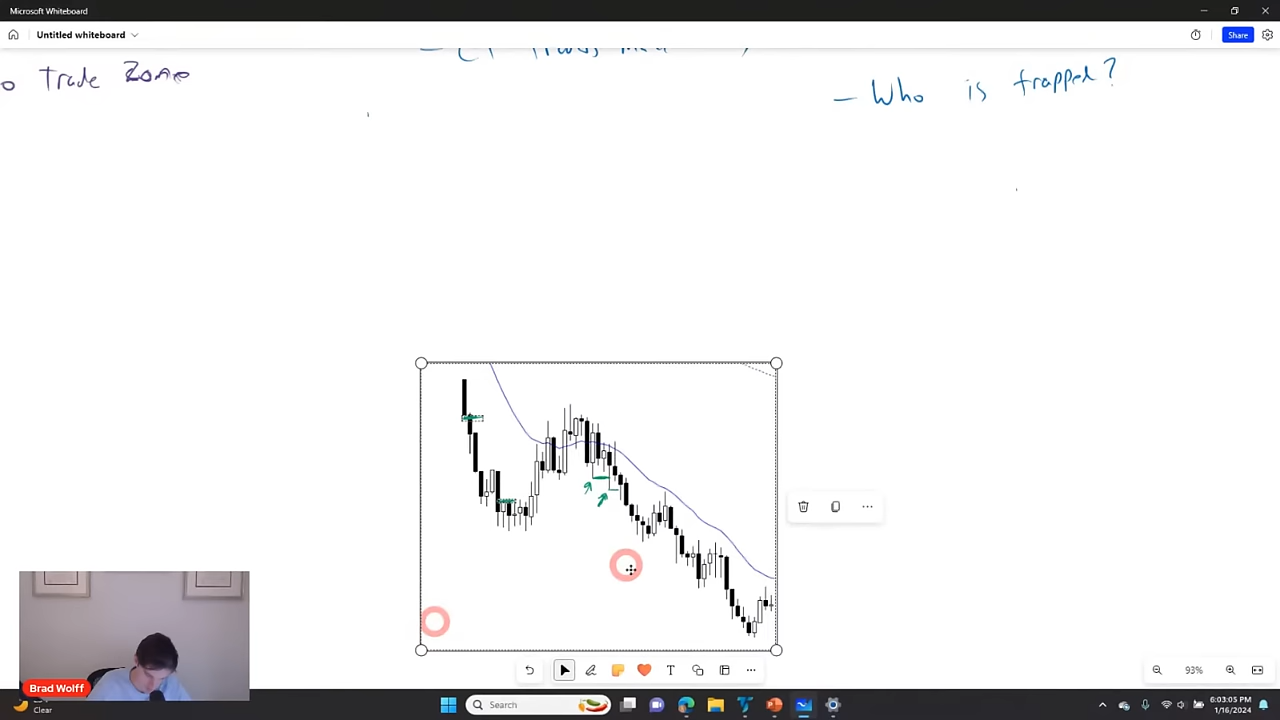 Microsoft Whiteboard
Untitled whiteboard
Share
Trade Zone
– Who is trapped?
Brad Wolff
Clear
Search
93%
6:03:05 PM
1/16/2024